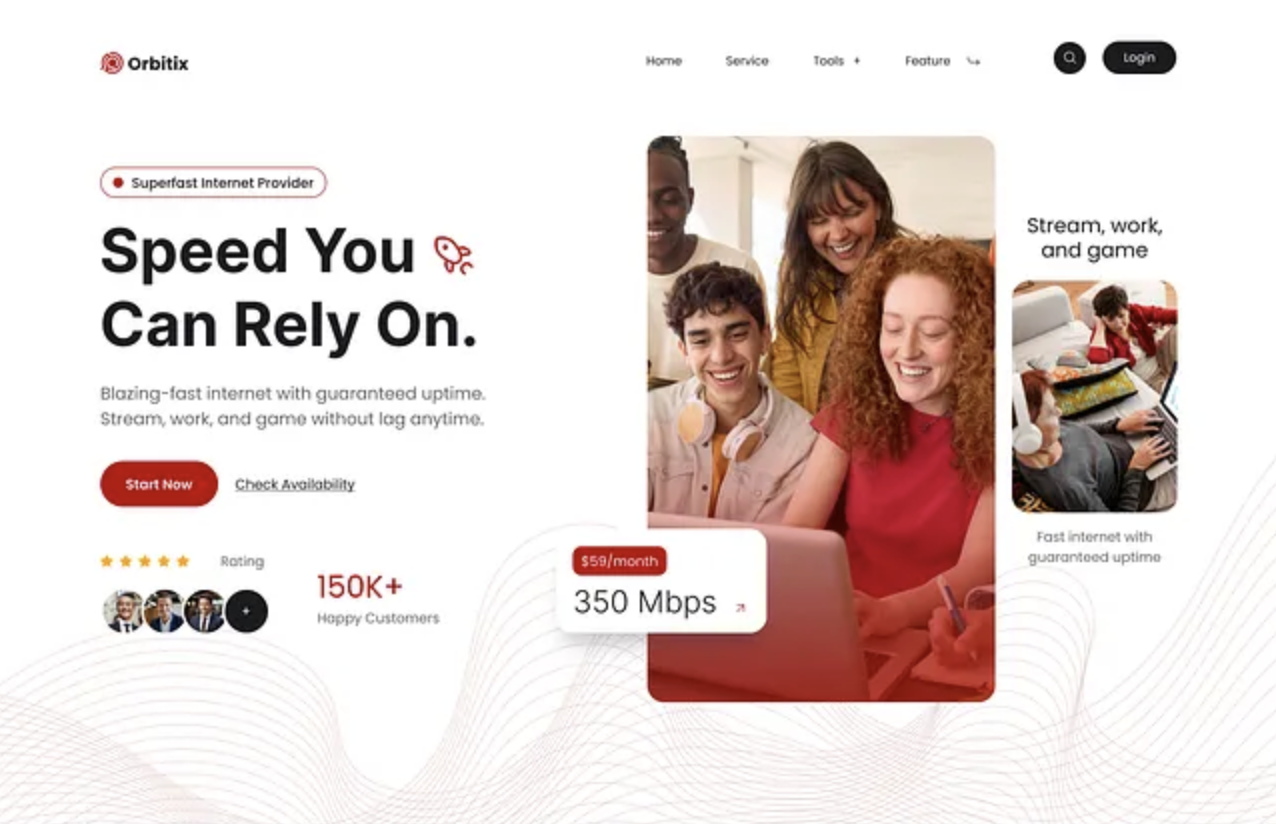 Orbitix
Home Service Tools + Feature Login
Superfast Internet Provider
Speed You
Can Rely On.
Blazing-fast internet with guaranteed uptime.
Stream, work, and game without lag anytime.
Start Now Check Availability
Rating
150K+
Happy Customers
+
$59/month
350 Mbps
Stream, work,
and game
Fast internet with
guaranteed uptime